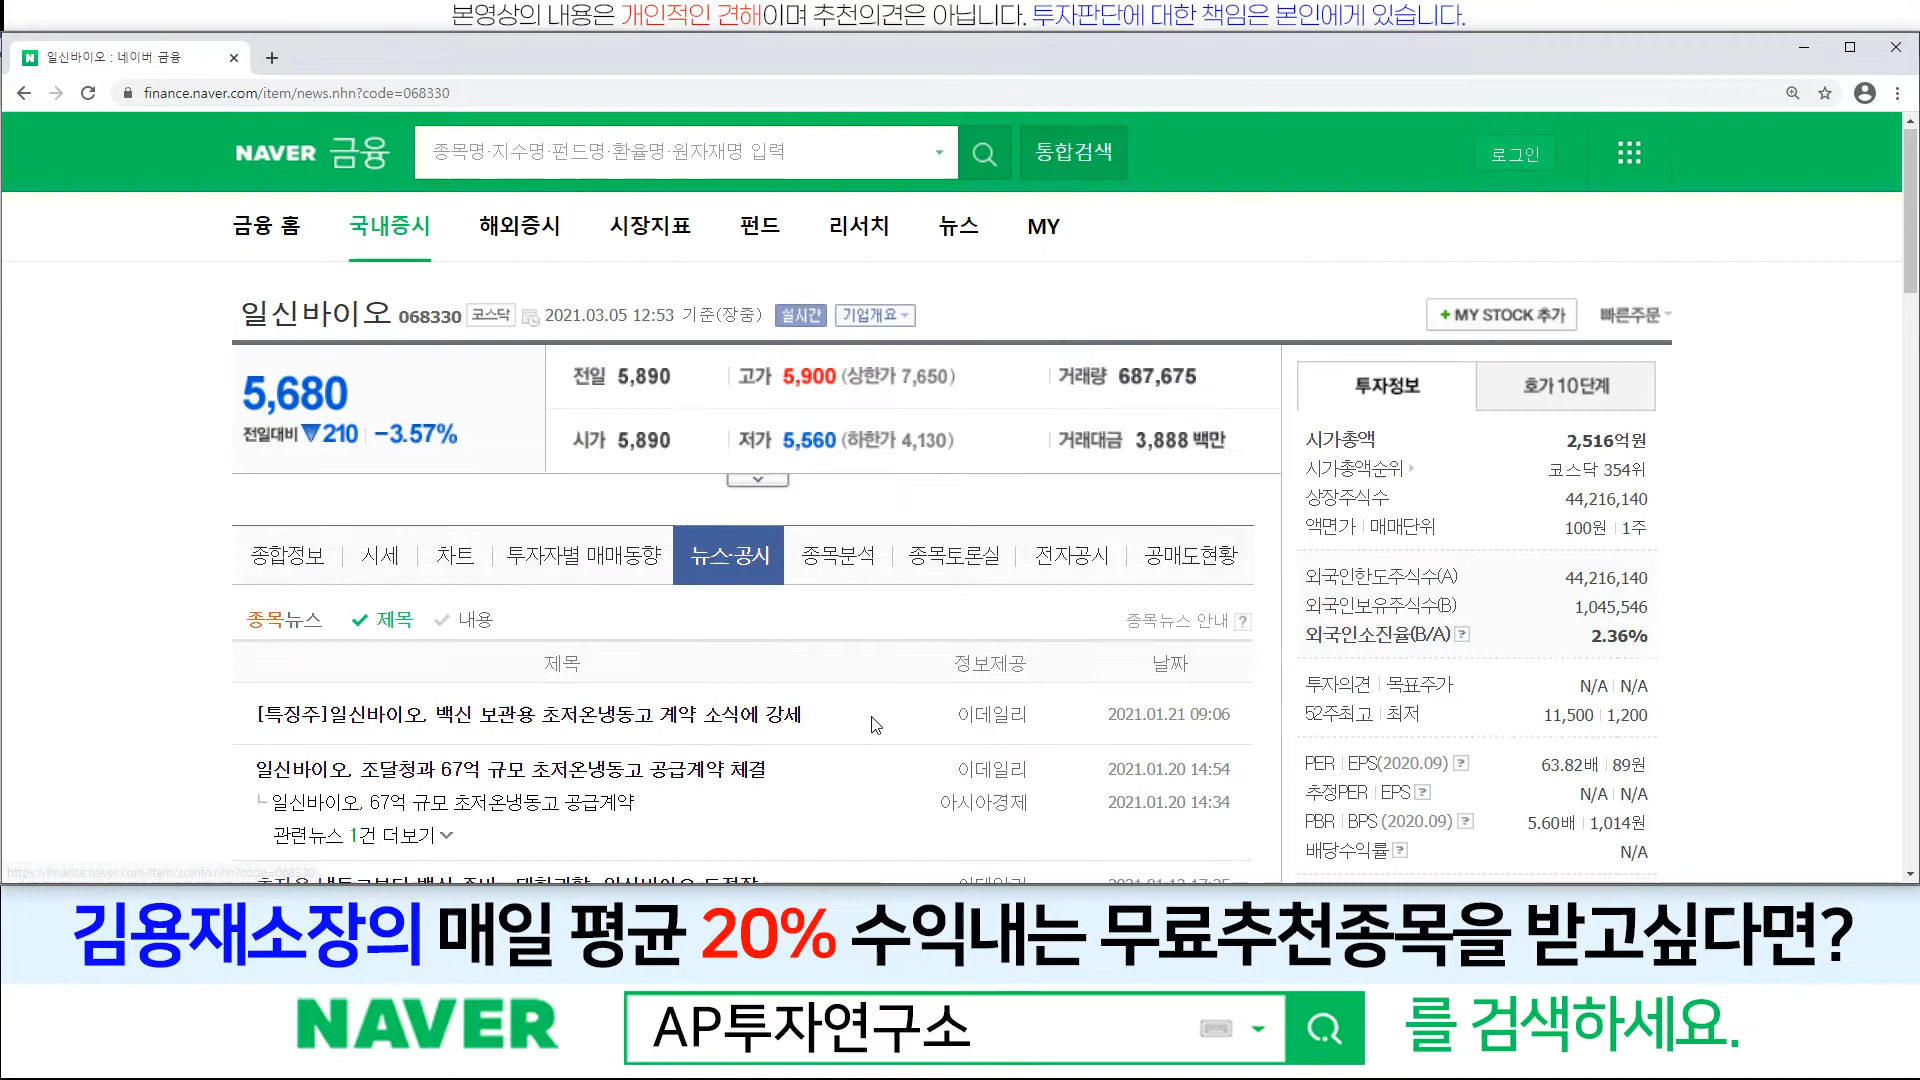 본영상의 내용은 개인적인 견해이며 추천의견은 아닙니다. 투자판단에 대한 책임은 본인에게 있습니다.
일신바이오 : 네이버 금융
finance.naver.com/item/news.nhn?code=068330
NAVER 금융 종목명·지수명·펀드명·환율명·원자재명 입력 통합검색 로그인
금융 홈 국내증시 해외증시 시장지표 펀드 리서치 뉴스 MY
일신바이오 068330 코스닥 2021.03.05 12:53 기준(장중) 실시간 기업개요 + MY STOCK 추가 빠른주문
5,680
전일대비 ▼210 -3.57%
전일 5,890 고가 5,900 (상한가 7,650) 거래량 687,675
시가 5,890 저가 5,560 (하한가 4,130) 거래대금 3,888 백만
투자정보 호가 10단계
시가총액 2,516억원
시가총액순위 코스닥 354위
상장주식수 44,216,140
액면가 매매단위 100원 1주
외국인한도주식수(A) 44,216,140
외국인보유주식수(B) 1,045,546
외국인소진율(B/A) ? 2.36%
투자의견 목표주가 N/A N/A
52주최고 최저 11,500 1,200
PER EPS(2020.09) ? 63.82배 89원
추정PER EPS ? N/A N/A
PBR BPS (2020.09) ? 5.60배 1,014원
배당수익률 ? N/A
종합정보 시세 차트 투자자별 매매동향 뉴스·공시 종목분석 종목토론실 전자공시 공매도현황
종목뉴스 제목 내용 종목뉴스 안내 ?
제목 정보제공 날짜
[특징주]일신바이오, 백신 보관용 초저온냉동고 계약 소식에 강세 이데일리 2021.01.21 09:06
일신바이오, 조달청과 67억 규모 초저온냉동고 공급계약 체결 이데일리 2021.01.20 14:54
일신바이오, 67억 규모 초저온냉동고 공급계약 아시아경제 2021.01.20 14:34
관련뉴스 1건 더보기
https://finance.naver.com/item/coinfo.nhn?code=068330
김용재소장의 매일 평균 20% 수익내는 무료추천종목을 받고싶다면?
NAVER AP투자연구소 를 검색하세요.